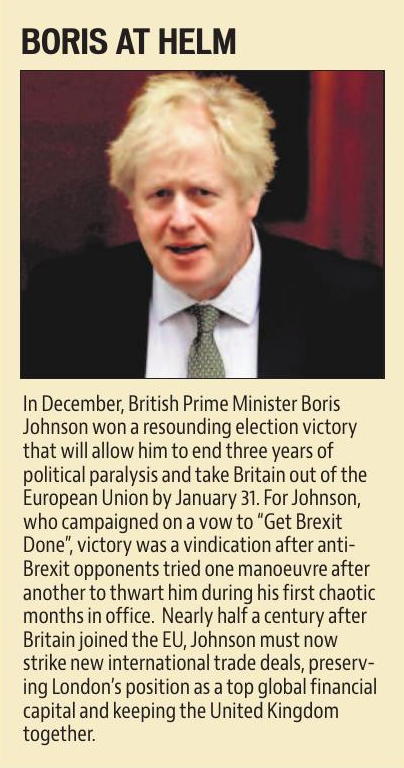 BORIS AT HELM
In December, British Prime Minister Boris
Johnson won a resounding election victory
that will allow him to end three years of
political paralysis and take Britain out of the
European Union by January 31. For Johnson,
who campaigned on a vow to “Get Brexit
Done”, victory was a vindication after anti-
Brexit opponents tried one manoeuvre after
another to thwart him during his first chaotic
months in office. Nearly half a century after
Britain joined the EU, Johnson must now
strike new international trade deals, preserv-
ing London’s position as a top global financial
capital and keeping the United Kingdom
together.